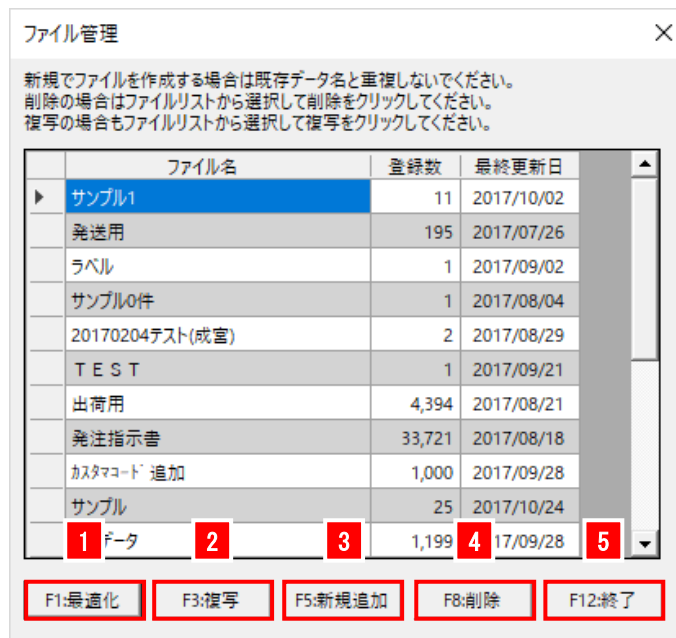 ファイル管理
新規でファイルを作成する場合は既存データ名と重複しないでください。
削除の場合はファイルリストから選択して削除をクリックしてください。
複写の場合もファイルリストから選択して複写をクリックしてください。
ファイル名 登録数 最終更新日
サンプル1 11 2017/10/02
発送用 195 2017/07/26
ラベル 1 2017/09/02
サンプル0件 1 2017/08/04
20170204テスト(成宮) 2 2017/08/29
ＴＥＳＴ 1 2017/09/21
出荷用 4,394 2017/08/21
発注指示書 33,721 2017/08/18
ｶｽﾀﾏｺｰﾄﾞ追加 1,000 2017/09/28
サンプル 25 2017/10/24
データ 1,199 17/09/28
1 2 3 4 5
F1:最適化 F3:複写 F5:新規追加 F8:削除 F12:終了